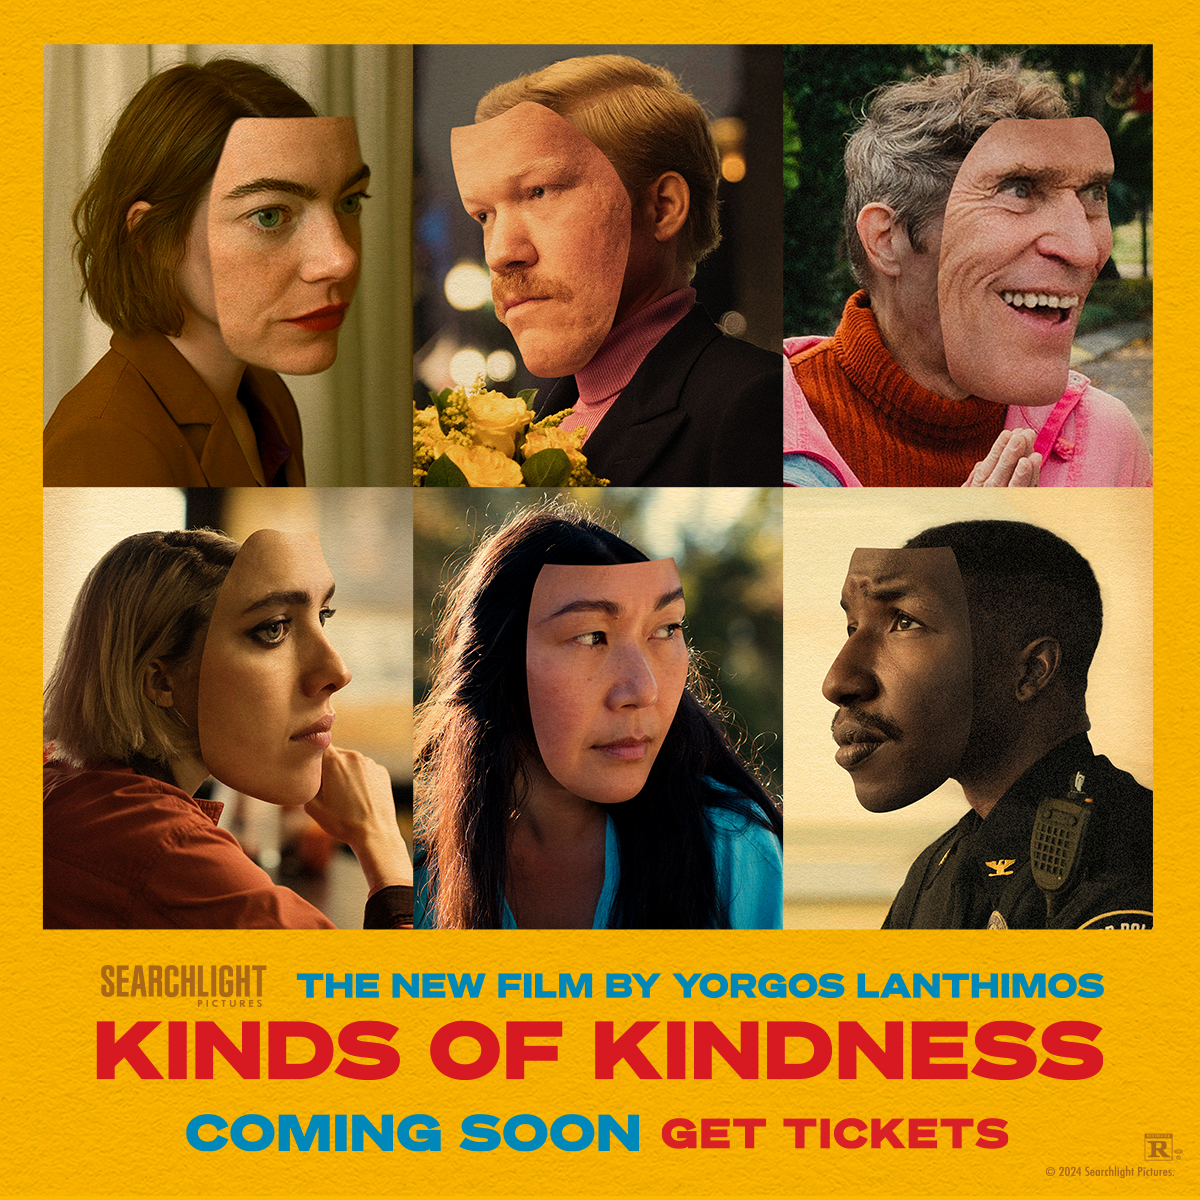 SEARCHLIGHT
PICTURES
THE NEW FILM BY YORGOS LANTHIMOS
KINDS OF KINDNESS
COMING SOON GET TICKETS
R
© 2024 Searchlight Pictures.